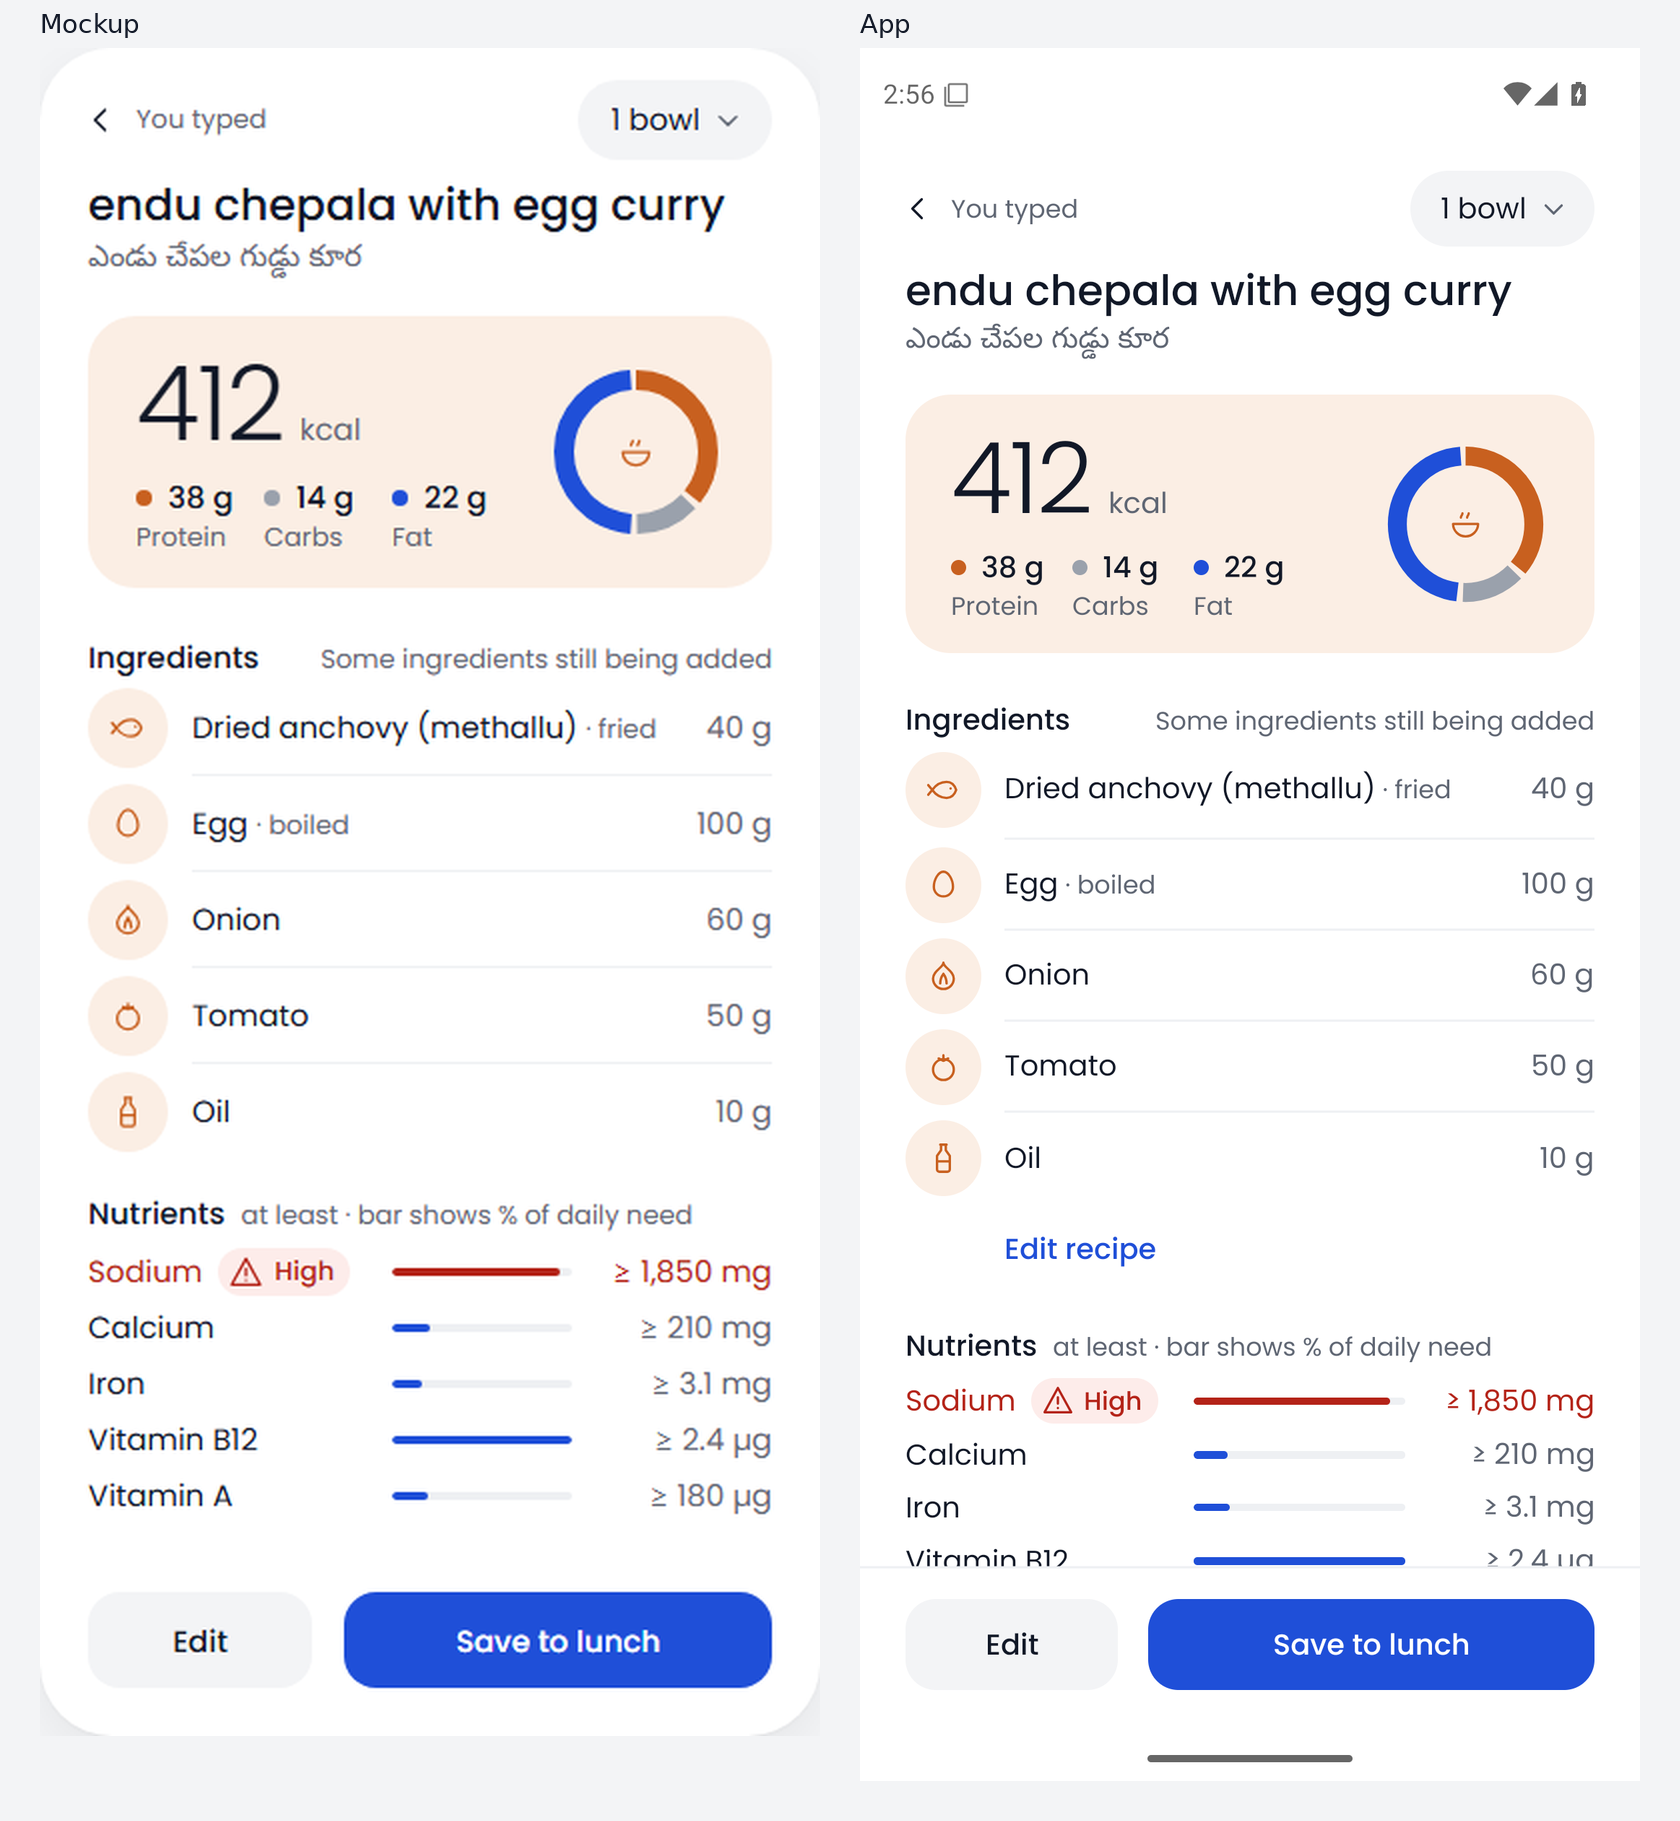 Mockup
You typed
1 bowl
endu chepala with egg curry
ఎండు చేపల గుడ్డు కూర
412 kcal
38 g 14 g 22 g
Protein Carbs Fat
Ingredients Some ingredients still being added
Dried anchovy (methallu) · fried 40 g
Egg · boiled 100 g
Onion 60 g
Tomato 50 g
Oil 10 g
Nutrients at least · bar shows % of daily need
Sodium High ≥ 1,850 mg
Calcium ≥ 210 mg
Iron ≥ 3.1 mg
Vitamin B12 ≥ 2.4 µg
Vitamin A ≥ 180 µg
Edit Save to lunch
App
2:56
You typed
1 bowl
endu chepala with egg curry
ఎండు చేపల గుడ్డు కూర
412 kcal
38 g 14 g 22 g
Protein Carbs Fat
Ingredients Some ingredients still being added
Dried anchovy (methallu) · fried 40 g
Egg · boiled 100 g
Onion 60 g
Tomato 50 g
Oil 10 g
Edit recipe
Nutrients at least · bar shows % of daily need
Sodium High ≥ 1,850 mg
Calcium ≥ 210 mg
Iron ≥ 3.1 mg
Vitamin B12 ≥ 2.4 µg
Edit Save to lunch